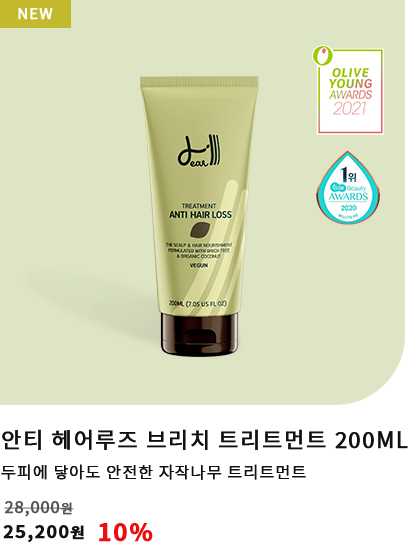 NEW
OLIVE
YOUNG
AWARDS
2021
1위
Beauty
AWARDS
2020
Dear
TREATMENT
ANTI HAIR LOSS
THE SCALP & HAIR NOURISHMENT
FORMULATED WITH BIRCH TREE
& ORGANIC COCONUT
VEGUN
200ML (7.05 US FL OZ)
안티 헤어루즈 브리치 트리트먼트 200ML
두피에 닿아도 안전한 자작나무 트리트먼트
28,000원
25,200원 10%